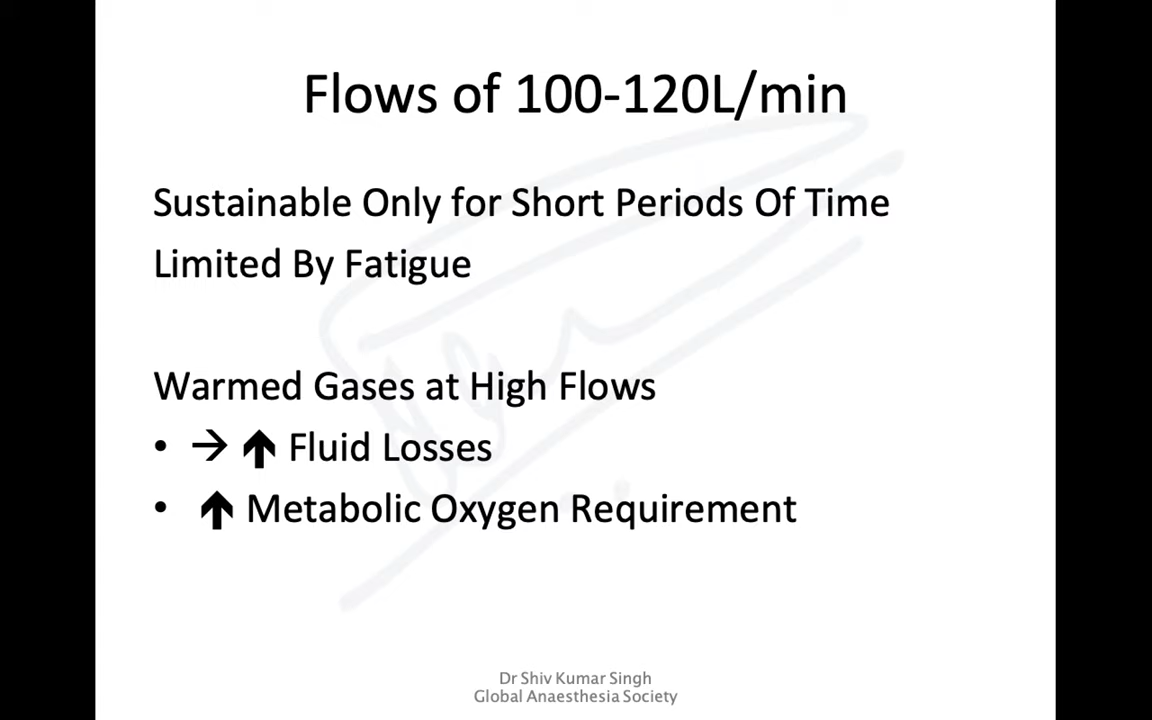 Flows of 100-120L/min
Sustainable Only for Short Periods Of Time
Limited By Fatigue
Warmed Gases at High Flows
• → ↑ Fluid Losses
• ↑ Metabolic Oxygen Requirement
Dr Shiv Kumar Singh
Global Anaesthesia Society